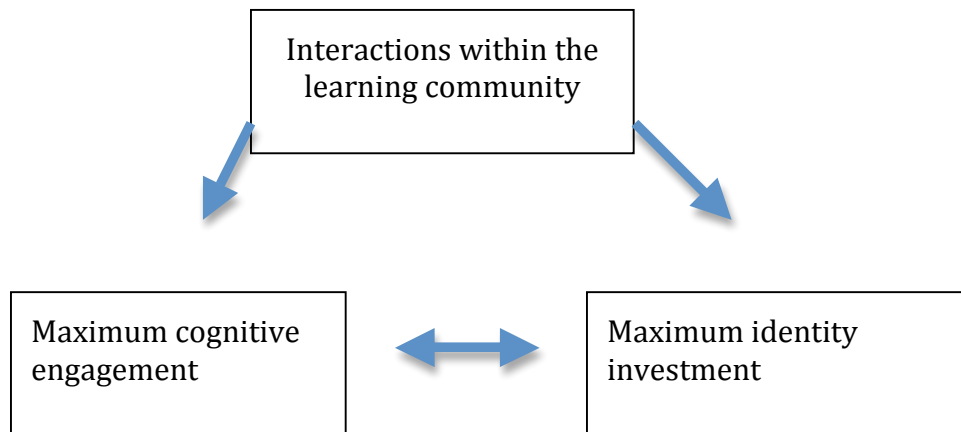 Interactions within the
learning community
Maximum cognitive
engagement
Maximum identity
investment